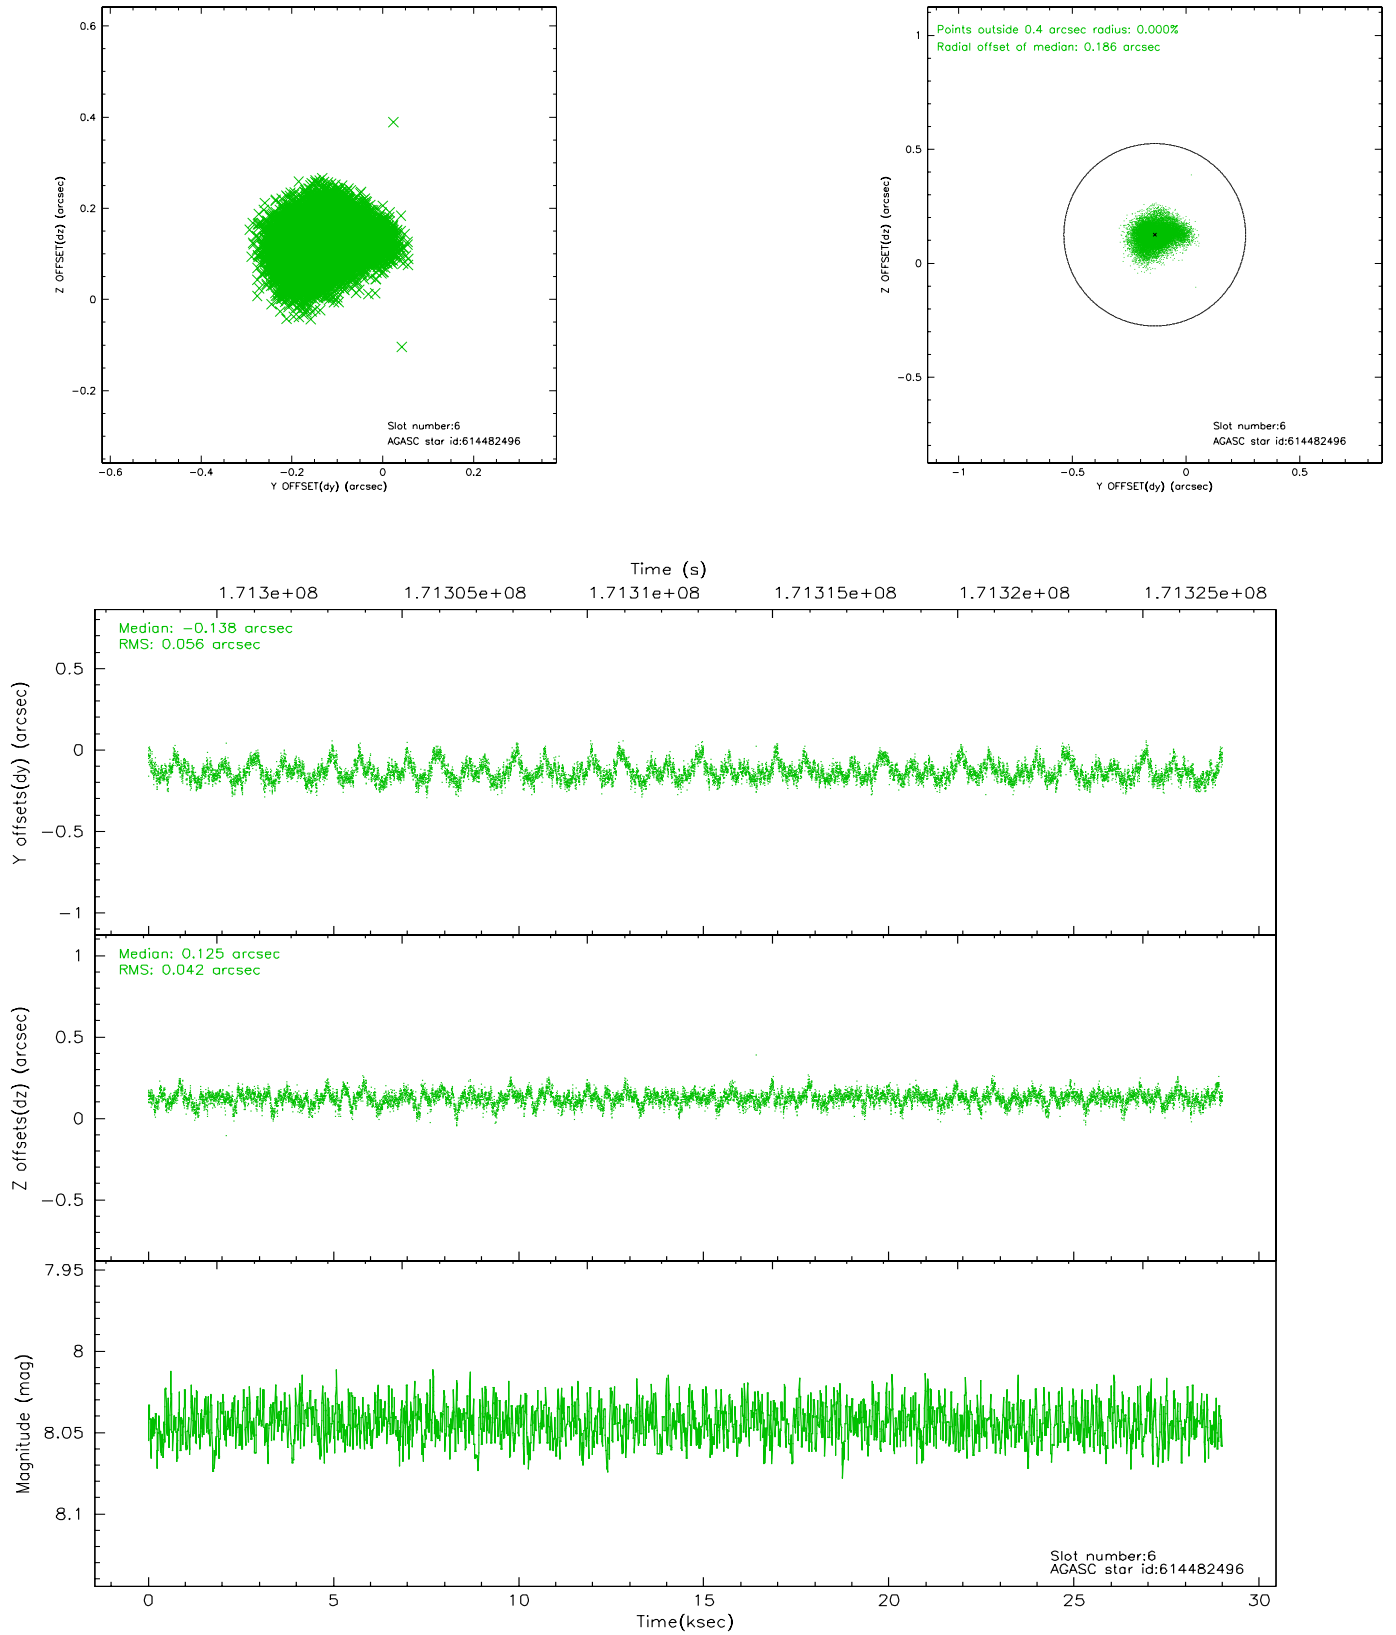 0.6
0.4
0.2
0
−0.2
Z OFFSET(dz) (arcsec)
Slot number:6
AGASC star id:614482496
−0.6 −0.4 −0.2 0 0.2
Y OFFSET(dy) (arcsec)
Points outside 0.4 arcsec radius: 0.000%
Radial offset of median: 0.186 arcsec
1
0.5
0
−0.5
Z OFFSET(dz) (arcsec)
Slot number:6
AGASC star id:614482496
−1 −0.5 0 0.5
Y OFFSET(dy) (arcsec)
Time (s)
1.713e+08 1.71305e+08 1.7131e+08 1.71315e+08 1.7132e+08 1.71325e+08
Median: −0.138 arcsec
RMS: 0.056 arcsec
0.5
0
−0.5
−1
Y offsets(dy) (arcsec)
Median: 0.125 arcsec
RMS: 0.042 arcsec
1
0.5
0
−0.5
Z offsets(dz) (arcsec)
7.95
8
8.05
8.1
Magnitude (mag)
Slot number:6
AGASC star id:614482496
0 5 10 15 20 25 30
Time(ksec)